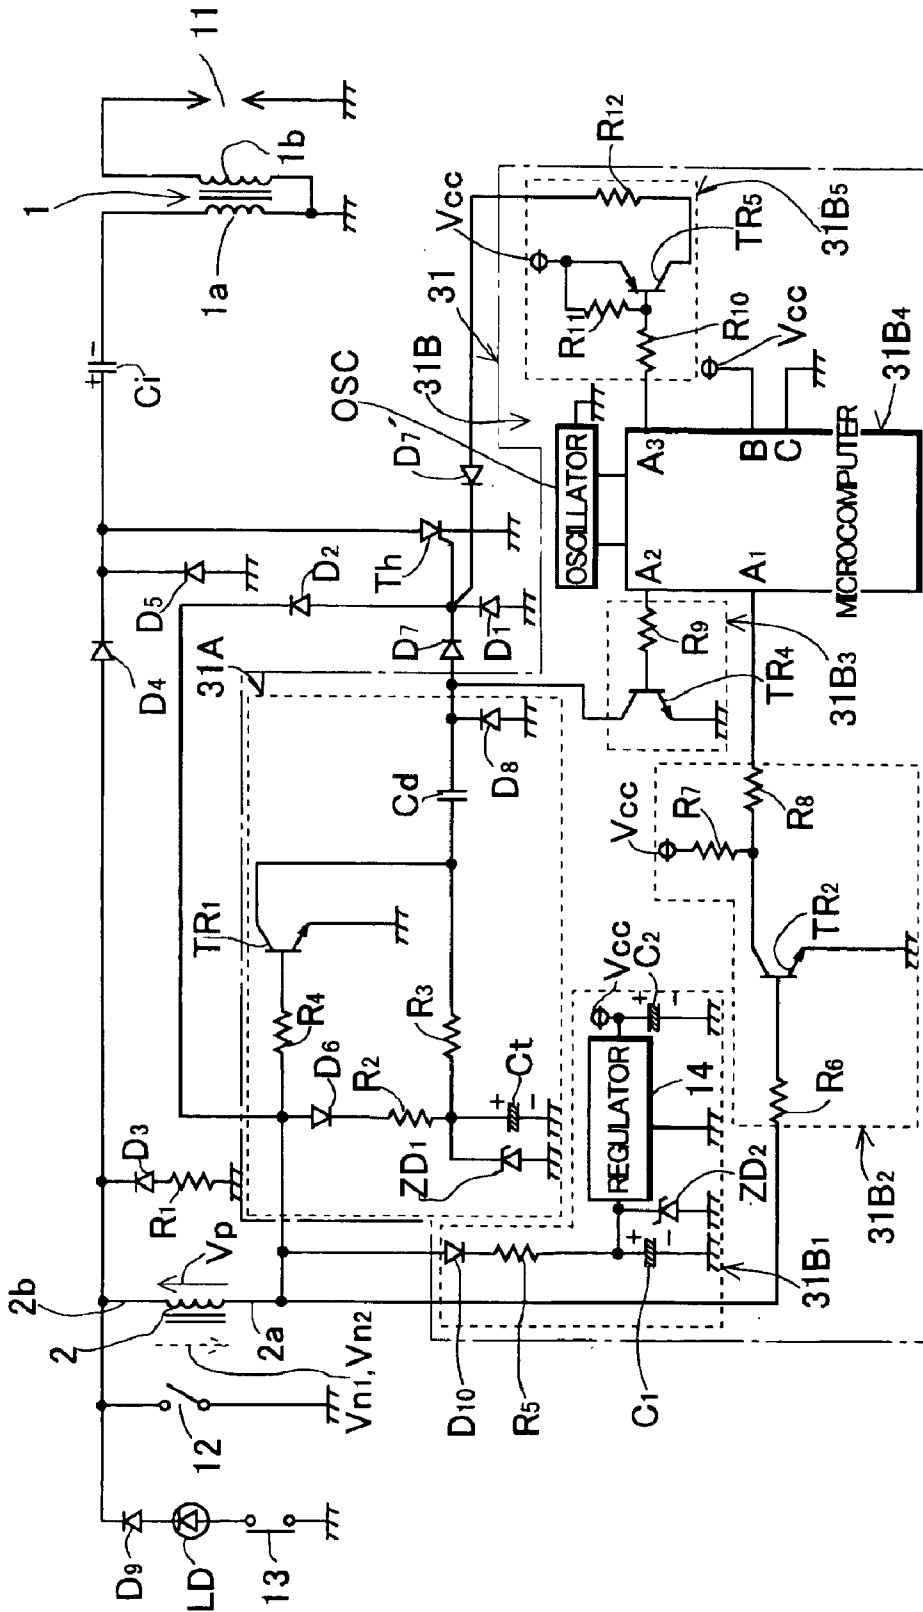 11
1b
1
1a
Ci
+
-
R12
Vcc
TR5
31B5
31
R11
R10
Vcc
31B
OSC
D7´
OSCILLATOR
A3
B
C
31B4
MICROCOMPUTER
A2
A1
Th
D2
D5
D4
D7
D1
31A
R9
TR4
31B3
D8
Cd
Vcc
R7
R8
TR1
TR2
R4
R3
D6
R2
Ct
+
-
ZD1
Vcc
C2
+
-
REGULATOR
14
R6
ZD2
31B2
D3
R1
Vp
2b
2
2a
Vn1,Vn2
+
-
31B1
D10
R5
C1
12
D9
LD
13